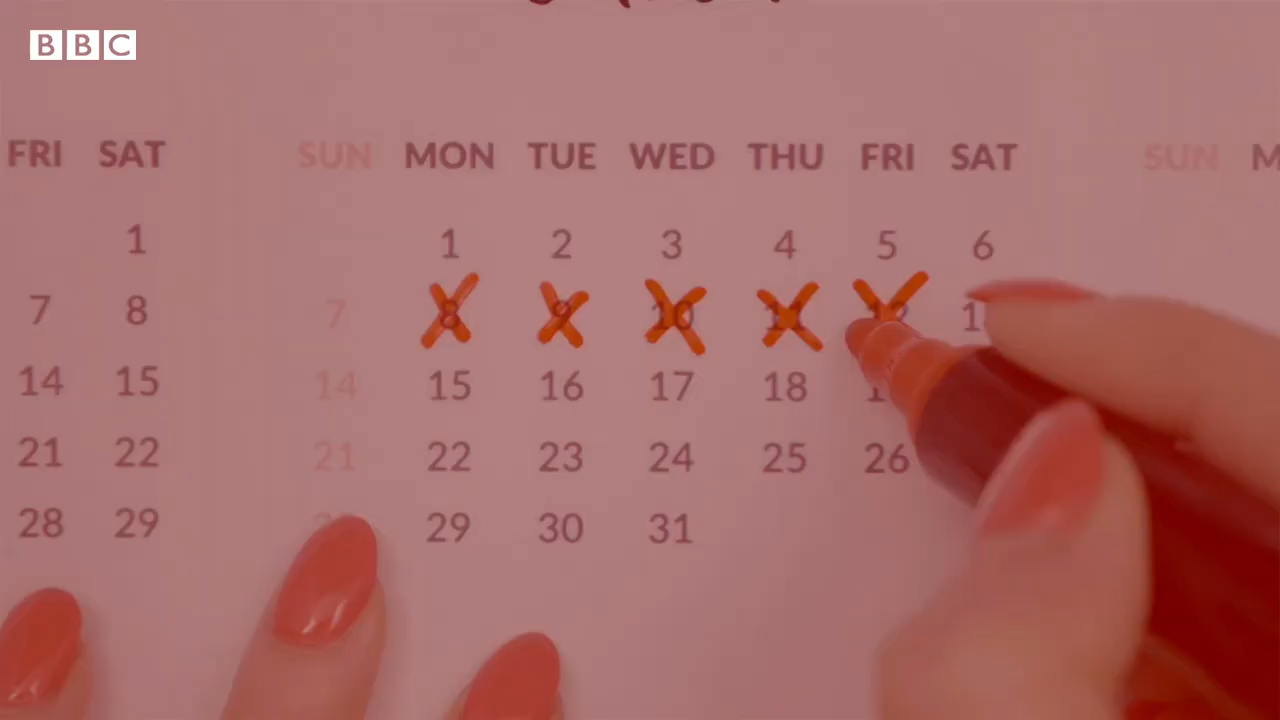 BBC
FRI SAT SUN MON TUE WED THU FRI SAT SUN
1 1 2 3 4 5 6
7 8 7 8 9 10 11 12
14 15 14 15 16 17 18
21 22 21 22 23 24 25 26
28 29 29 30 31